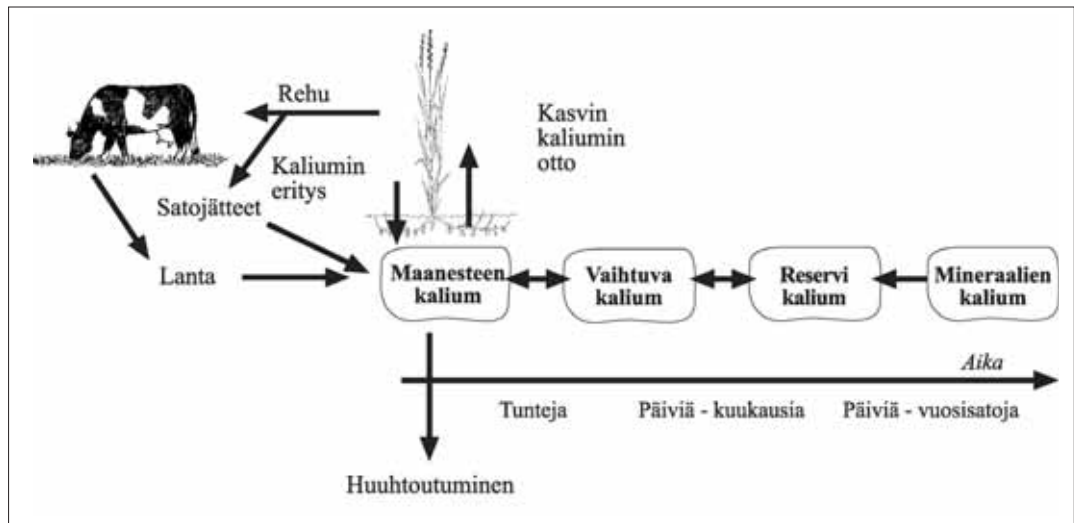 Rehu
Kasvin
kaliumin
otto
Kaliumin
eritys
Satojätteet
Lanta
Maanesteen
kalium
Vaihtuva
kalium
Reservi
kalium
Mineraalien
kalium
Aika
Tunteja
Päiviä - kuukausia
Päiviä - vuosisatoja
Huuhtoutuminen